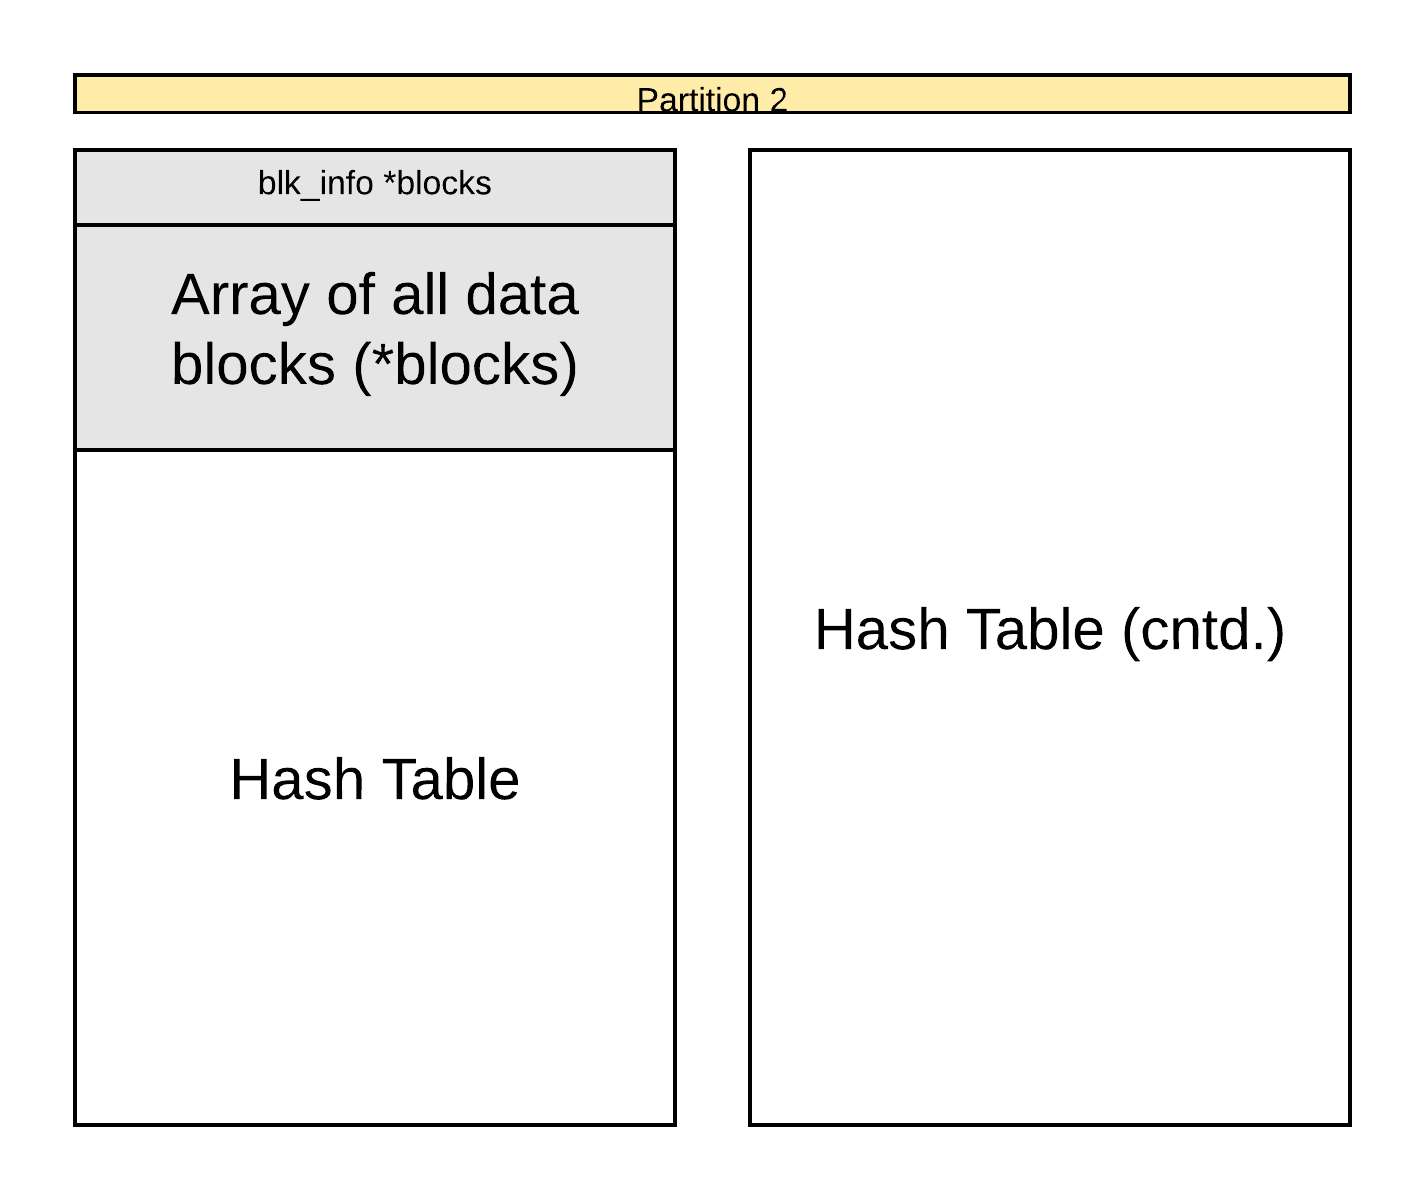 Partition 2
blk_info *blocks
Array of all data
blocks (*blocks)
Hash Table
Hash Table (cntd.)